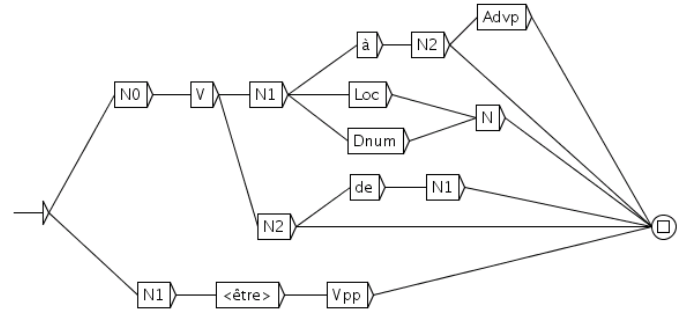 Advp
à N2
N0 V N1 Loc
N
Dnum
de N1
N2
N1 <être> Vpp